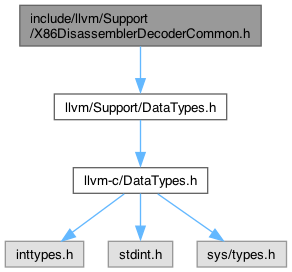 include/llvm/Support
/X86DisassemblerDecoderCommon.h
llvm/Support/DataTypes.h
llvm-c/DataTypes.h
inttypes.h
stdint.h
sys/types.h